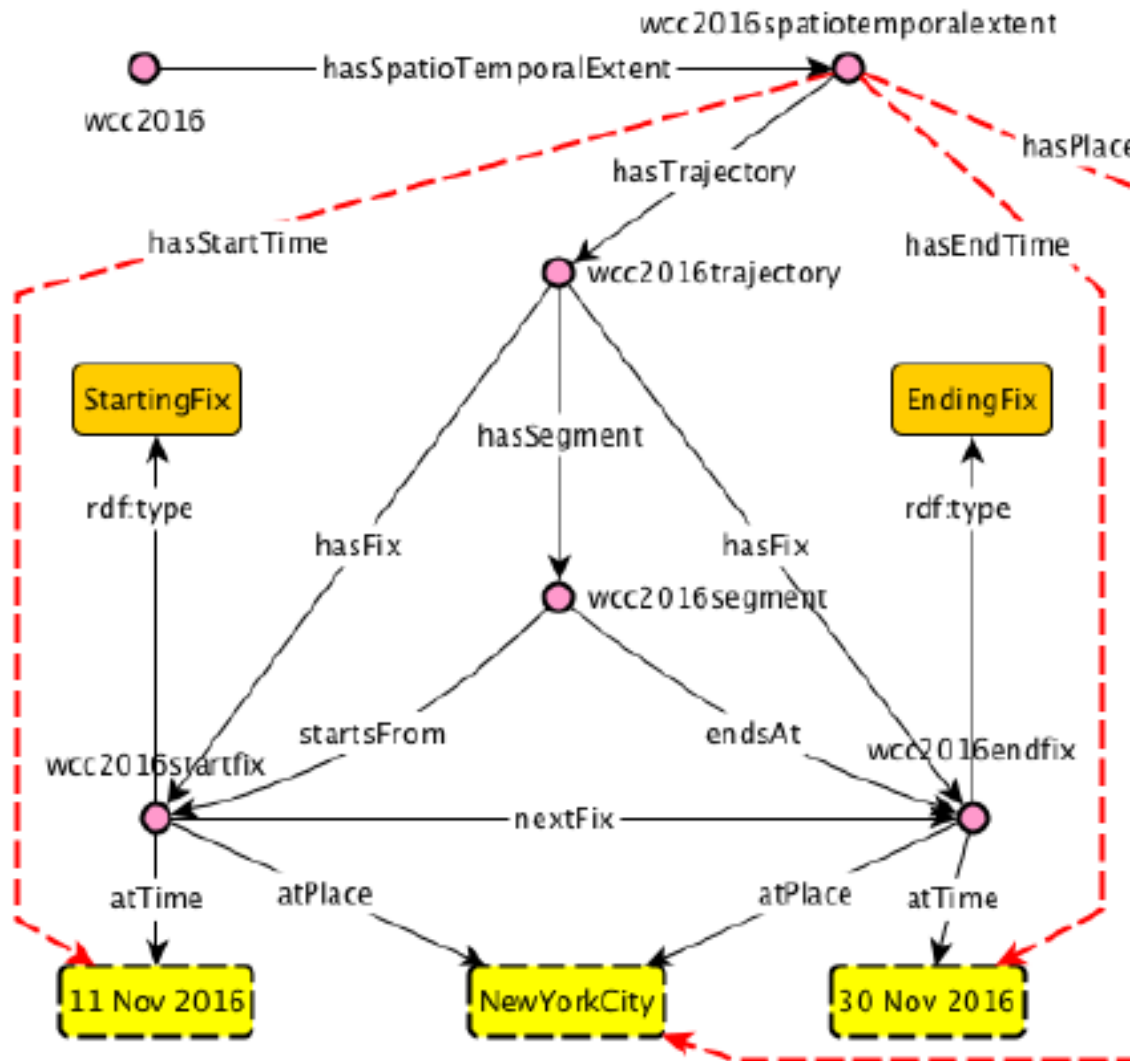 wcc2016spatiotemporalextent
hasSpatioTemporalExtent
wcc2016
hasPlace
hasTrajectory
hasStartTime
hasEndTime
wcc2016trajectory
StartingFix
EndingFix
hasSegment
rdf:type
rdf:type
hasFix
hasFix
wcc2016segment
startsFrom
endsAt
wcc2016startfix
wcc2016endfix
nextFix
atTime
atPlace
atPlace
atTime
11 Nov 2016
NewYorkCity
30 Nov 2016